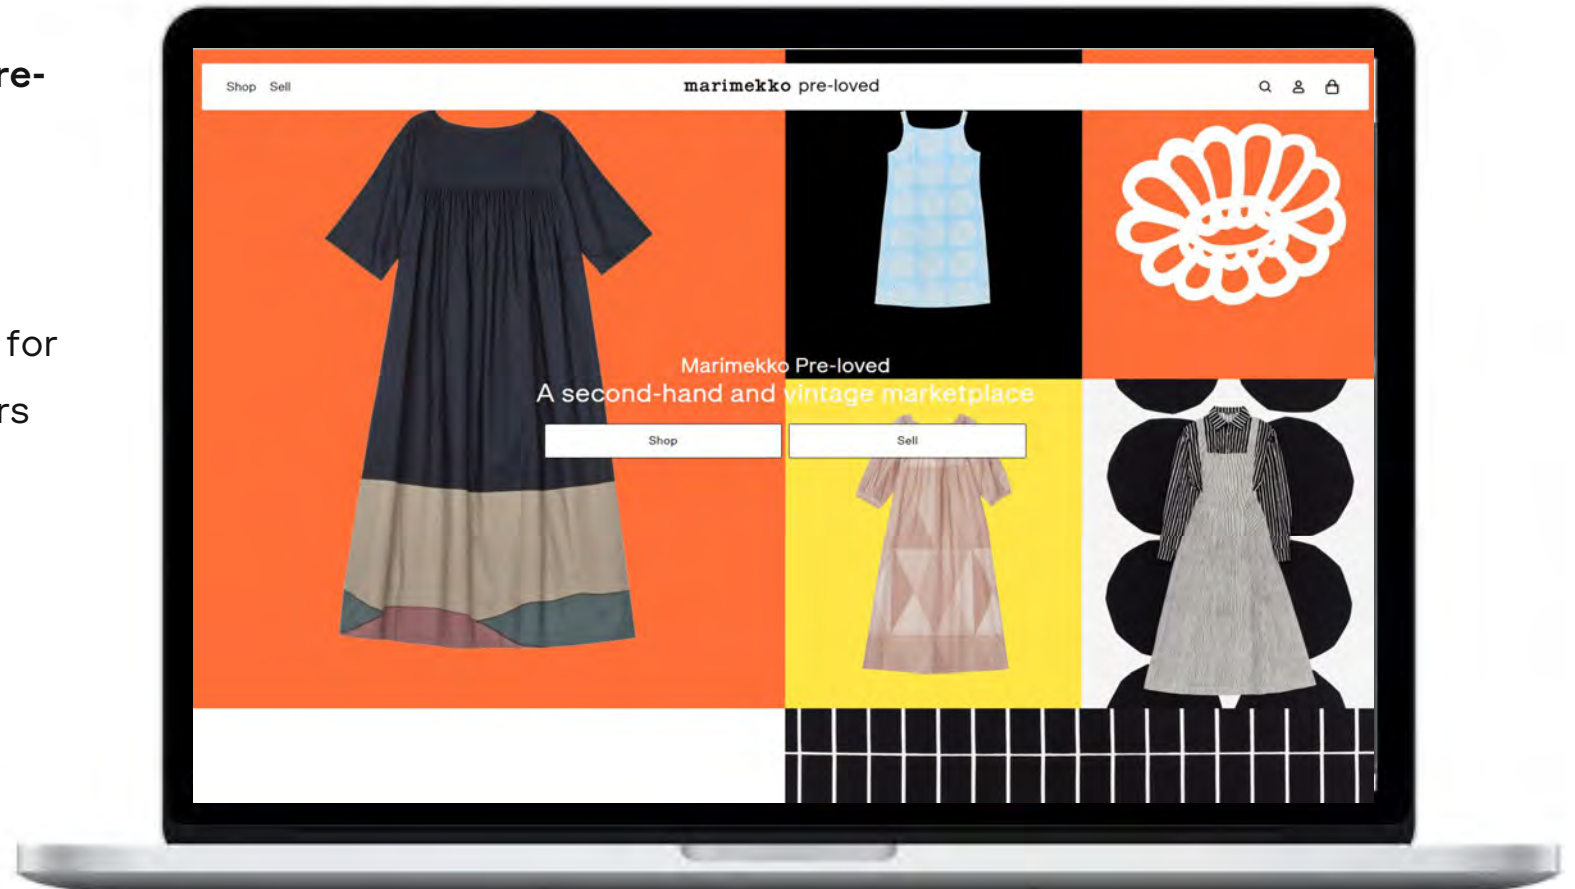 re-
for
rs
Shop Sell marimekko pre-loved
Marimekko Pre-loved
A second-hand and vintage marketplace
Shop Sell